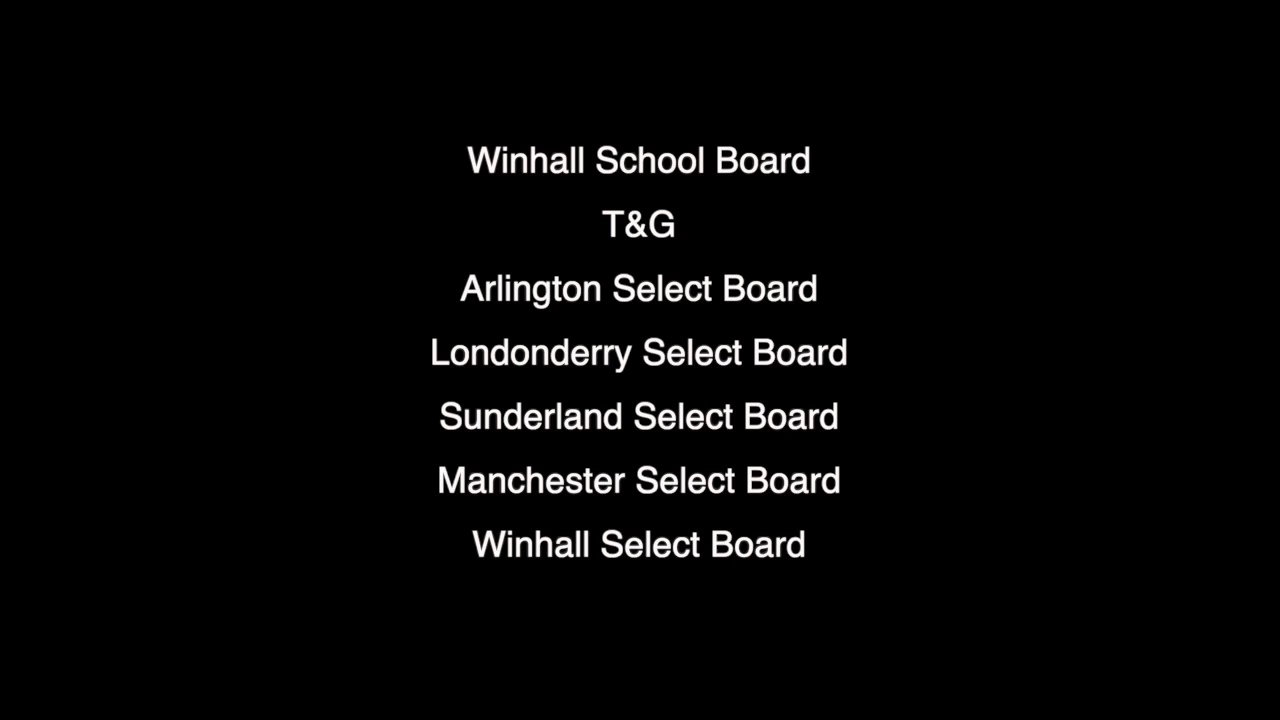 Winhall School Board
T&G
Arlington Select Board
Londonderry Select Board
Sunderland Select Board
Manchester Select Board
Winhall Select Board